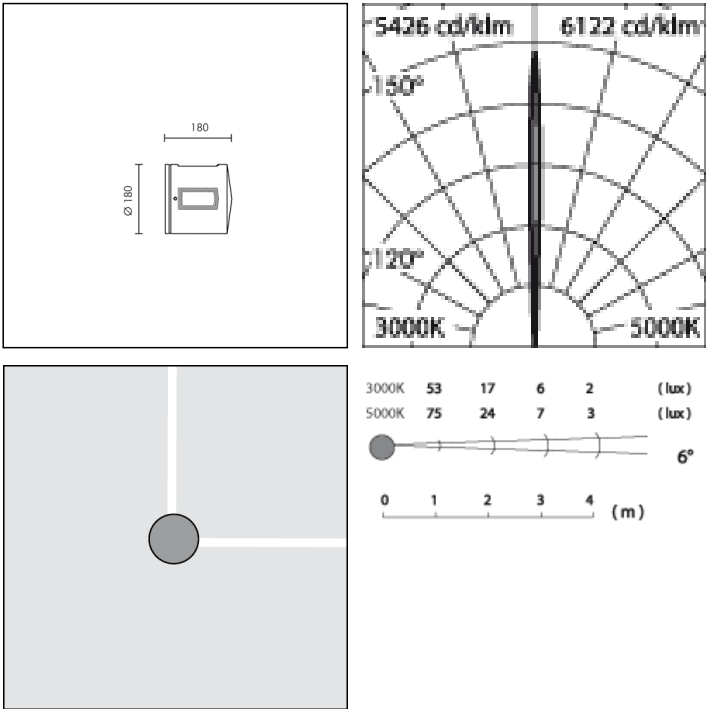 180
Ø 180
5426 cd/klm 6122 cd/klm
150°
120°
3000K 5000K
3000K 53 17 6 2 (lux)
5000K 75 24 7 3 (lux)
6°
0 1 2 3 4 (m)